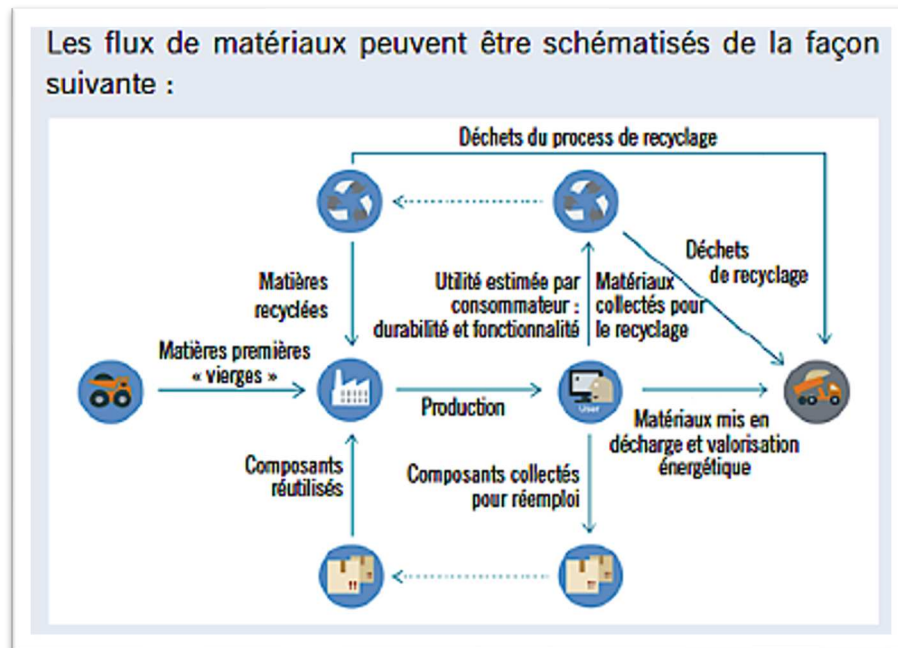 Les flux de matériaux peuvent être schématisés de la façon
suivante :
Déchets du process de recyclage
Matières
recyclées
Utilité estimée par
consommateur :
durabilité et fonctionnalité
Matériaux
collectés pour
le recyclage
Déchets
de recyclage
Matières premières
« vierges »
Production
User
Matériaux mis en
décharge et valorisation
énergétique
Composants
réutilisés
Composants collectés
pour réemploi